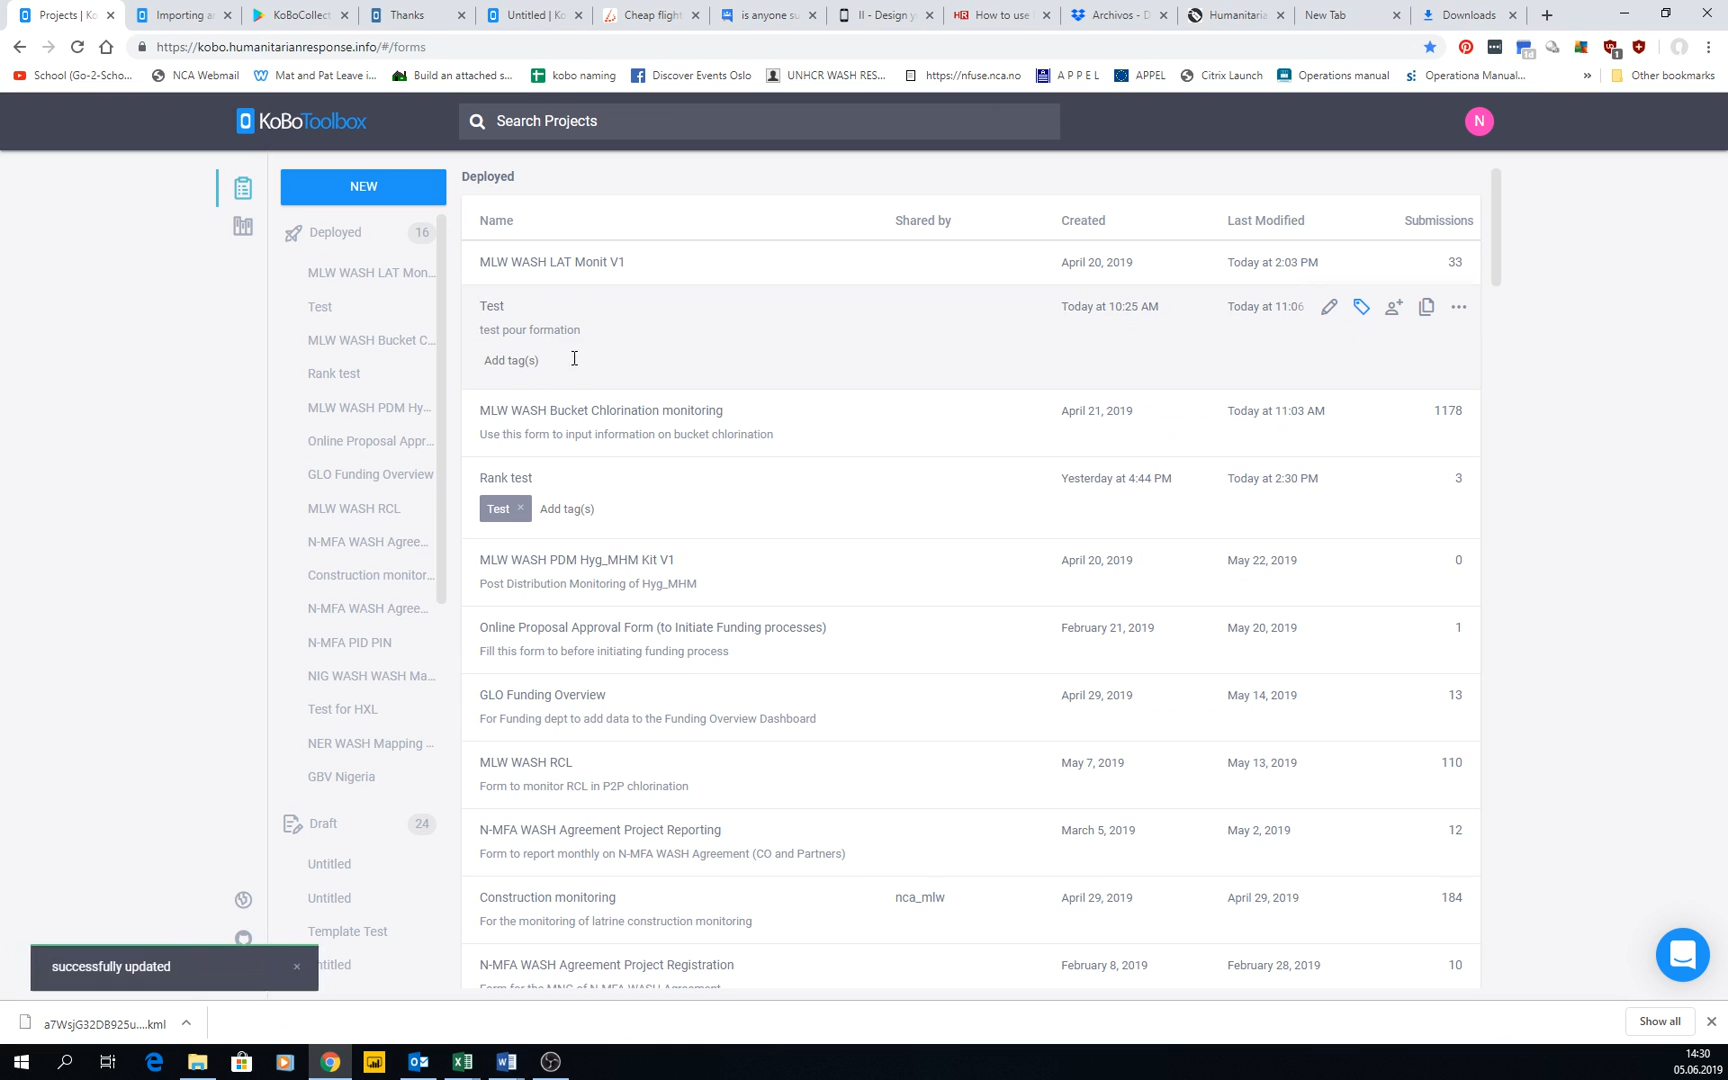 Projects | Ko
Importing a
KoBoCollect
Thanks
Untitled | Ko
Cheap flight
is anyone su
II - Design y
How to use
Archivos - D
Humanitaria
New Tab
Downloads
https://kobo.humanitarianresponse.info/#/forms
School (Go-2-Scho...
NCA Webmail
Mat and Pat Leave i...
Build an attached s...
kobo naming
Discover Events Oslo
UNHCR WASH RES...
https://nfuse.nca.no
A P P E L
APPEL
Citrix Launch
Operations manual
Operationa Manual...
»
Other bookmarks
KoBoToolbox
Search Projects
N
NEW
Deployed 16
MLW WASH LAT Mon...
Test
MLW WASH Bucket C...
Rank test
MLW WASH PDM Hy...
Online Proposal Appr...
GLO Funding Overview
MLW WASH RCL
N-MFA WASH Agree...
Construction monitor...
N-MFA WASH Agree...
N-MFA PID PIN
NIG WASH WASH Ma...
Test for HXL
NER WASH Mapping ...
GBV Nigeria
Draft 24
Untitled
Untitled
Template Test
ntitled
Deployed
Name Shared by Created Last Modified Submissions
MLW WASH LAT Monit V1 April 20, 2019 Today at 2:03 PM 33
Test Today at 10:25 AM Today at 11:06
test pour formation
Add tag(s)
MLW WASH Bucket Chlorination monitoring April 21, 2019 Today at 11:03 AM 1178
Use this form to input information on bucket chlorination
Rank test Yesterday at 4:44 PM Today at 2:30 PM 3
Test × Add tag(s)
MLW WASH PDM Hyg_MHM Kit V1 April 20, 2019 May 22, 2019 0
Post Distribution Monitoring of Hyg_MHM
Online Proposal Approval Form (to Initiate Funding processes) February 21, 2019 May 20, 2019 1
Fill this form to before initiating funding process
GLO Funding Overview April 29, 2019 May 14, 2019 13
For Funding dept to add data to the Funding Overview Dashboard
MLW WASH RCL May 7, 2019 May 13, 2019 110
Form to monitor RCL in P2P chlorination
N-MFA WASH Agreement Project Reporting March 5, 2019 May 2, 2019 12
Form to report monthly on N-MFA WASH Agreement (CO and Partners)
Construction monitoring nca_mlw April 29, 2019 April 29, 2019 184
For the monitoring of latrine construction monitoring
N-MFA WASH Agreement Project Registration February 8, 2019 February 28, 2019 10
Form for the MNG of N-MFA WASH Agreement
successfully updated ×
a7WsjG32DB925u....kml
Show all
14:30
05.06.2019